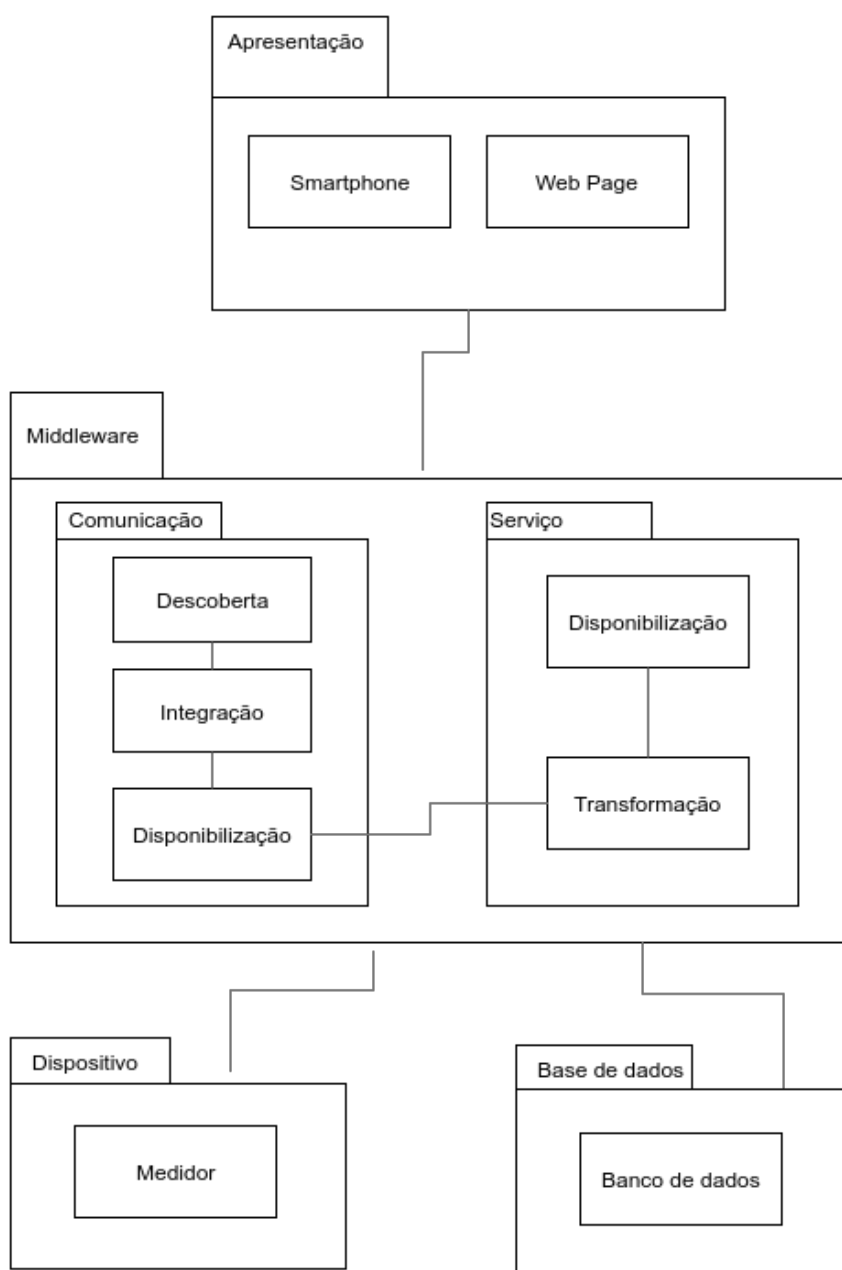 Apresentação
Smartphone
Web Page
Middleware
Comunicação
Descoberta
Integração
Disponibilização
Serviço
Disponibilização
Transformação
Dispositivo
Medidor
Base de dados
Banco de dados